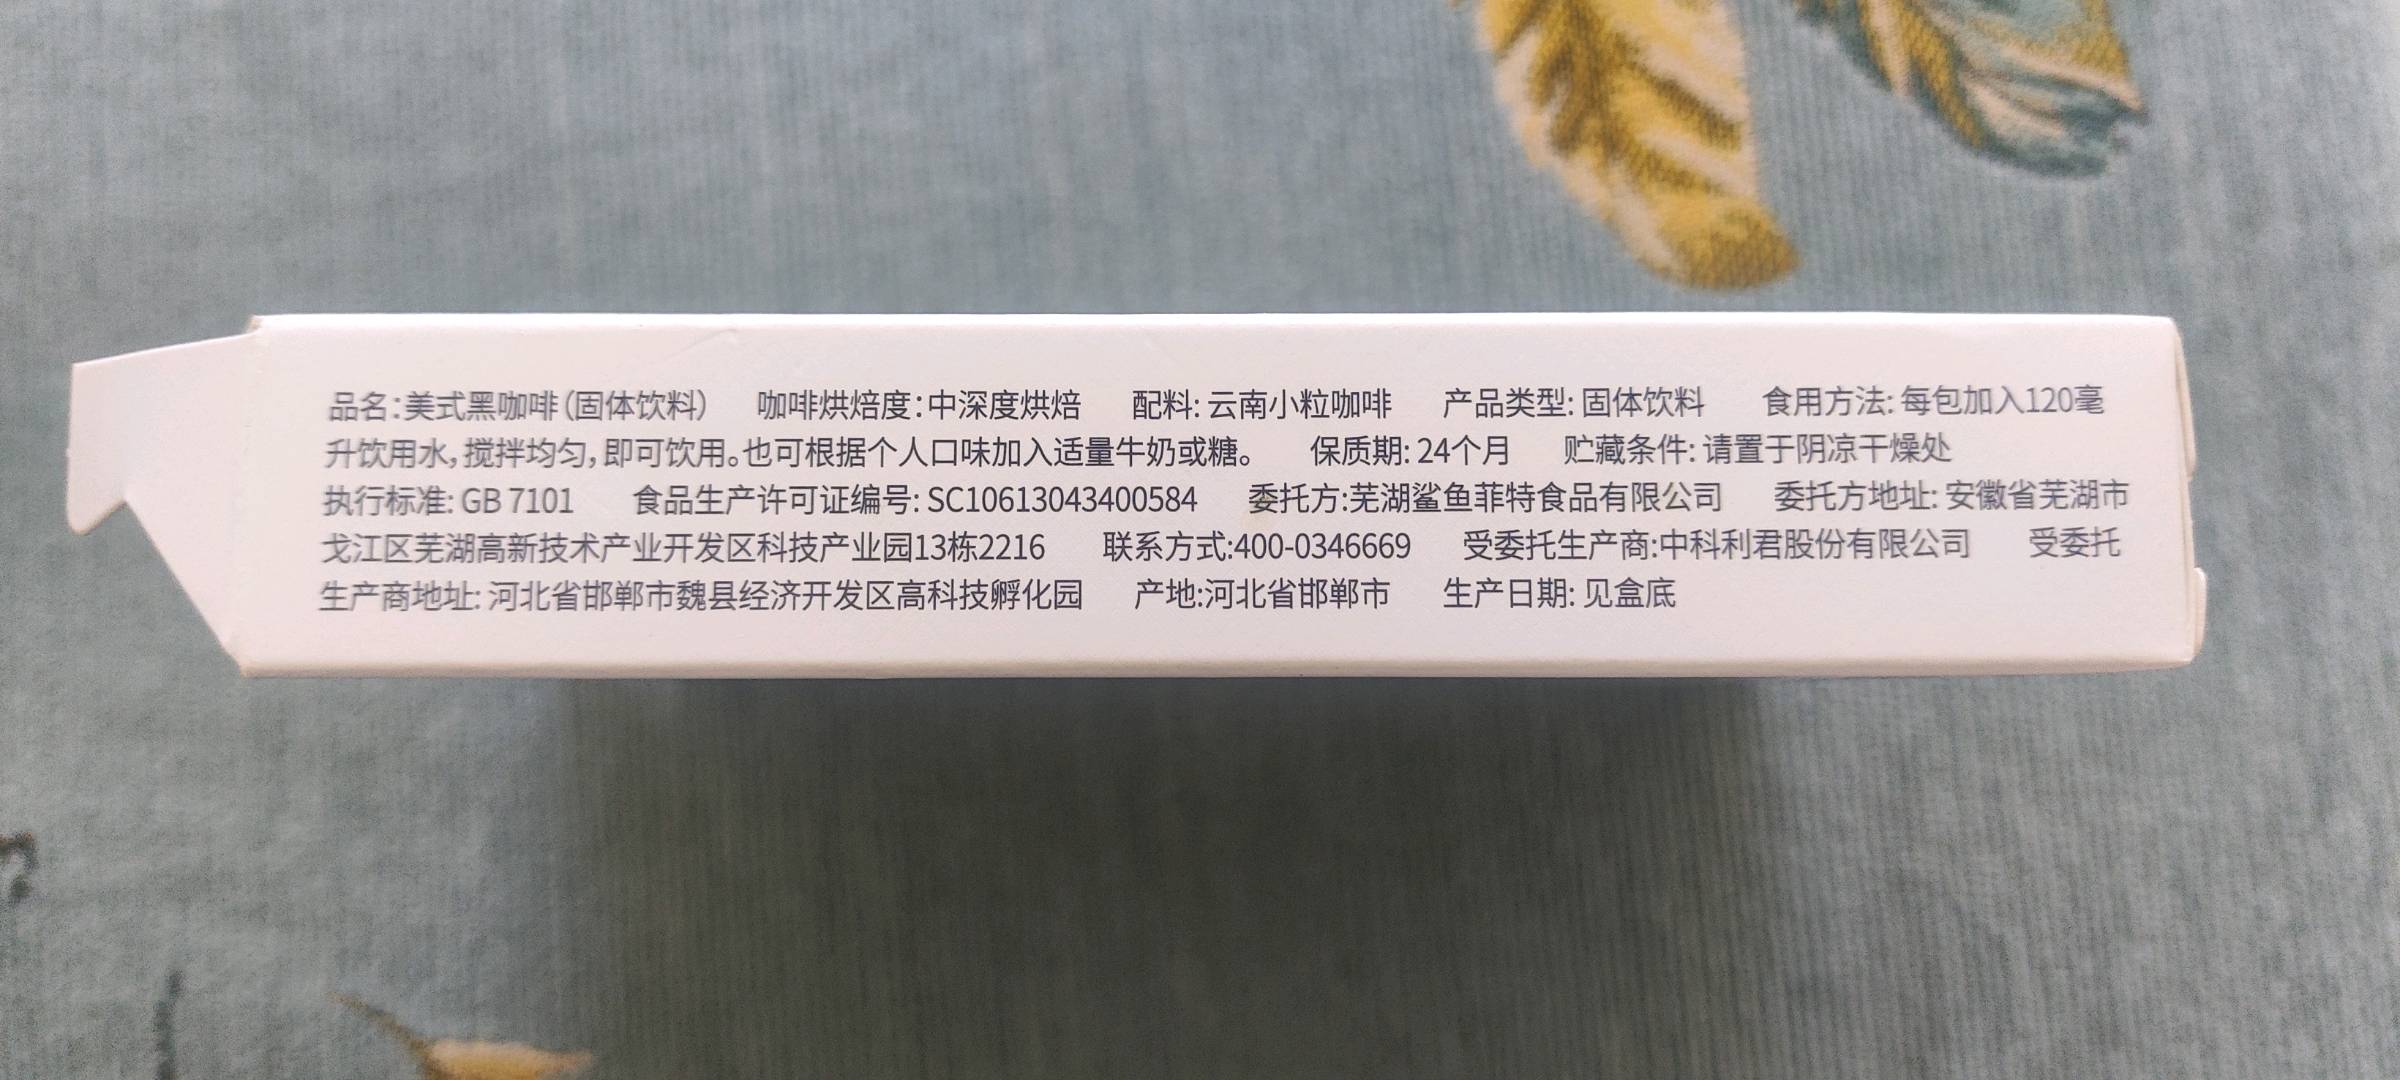 品名：美式黑咖啡（固体饮料） 咖啡烘焙度：中深度烘焙 配料: 云南小粒咖啡 产品类型: 固体饮料 食用方法: 每包加入120毫
升饮用水，搅拌均匀，即可饮用。也可根据个人口味加入适量牛奶或糖。 保质期: 24个月 贮藏条件: 请置于阴凉干燥处
执行标准: GB 7101 食品生产许可证编号: SC10613043400584 委托方:芜湖鲨鱼菲特食品有限公司 委托方地址: 安徽省芜湖市
弋江区芜湖高新技术产业开发区科技产业园13栋2216 联系方式:400-0346669 受委托生产商:中科利君股份有限公司 受委托
生产商地址: 河北省邯郸市魏县经济开发区高科技孵化园 产地:河北省邯郸市 生产日期: 见盒底